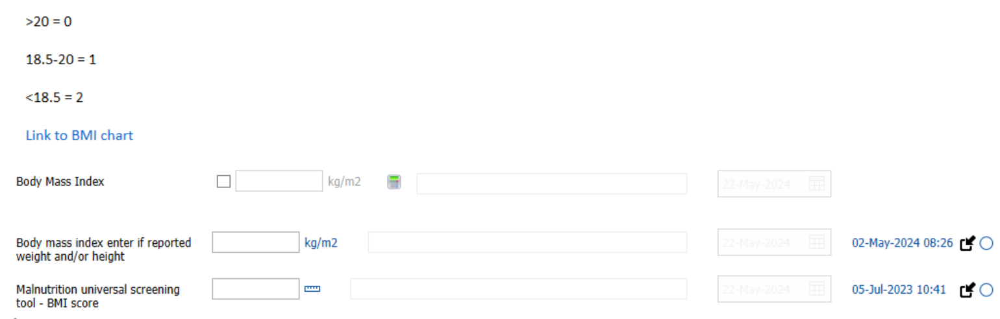 >20 = 0
18.5-20 = 1
<18.5 = 2
Link to BMI chart
Body Mass Index kg/m2 22-May-2024
Body mass index enter if reported kg/m2 22-May-2024 02-May-2024 08:26
weight and/or height
Malnutrition universal screening 22-May-2024 05-Jul-2023 10:41
tool - BMI score